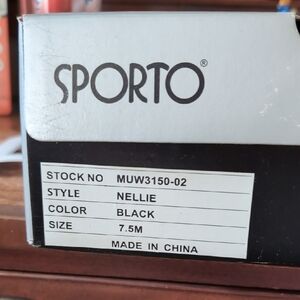 SPORTO®
STOCK NO MUW3150-02
STYLE NELLIE
COLOR BLACK
SIZE 7.5M
MADE IN CHINA